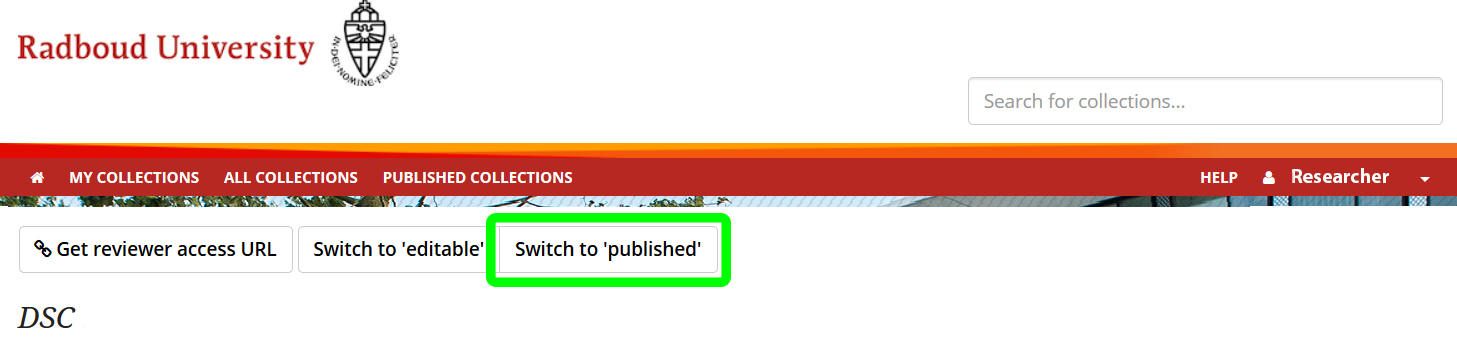 Radboud University
IN·DEI·NOMINE·FELICITER
Search for collections...
MY COLLECTIONS ALL COLLECTIONS PUBLISHED COLLECTIONS HELP Researcher
Get reviewer access URL Switch to 'editable' Switch to 'published'
DSC